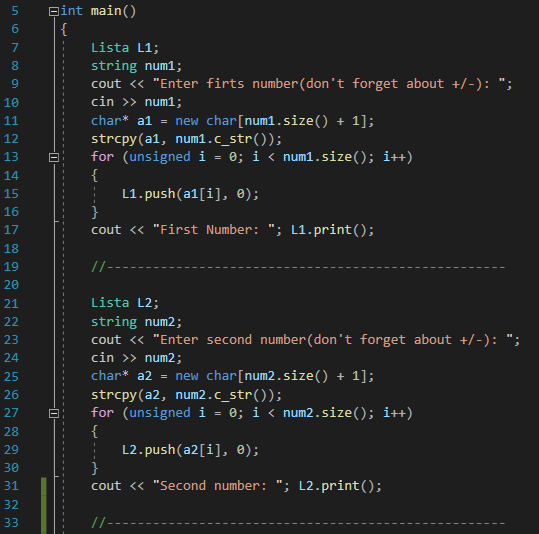 5 int main()
6 {
7 Lista L1;
8 string num1;
9 cout << "Enter firts number(don't forget about +/-): ";
10 cin >> num1;
11 char* a1 = new char[num1.size() + 1];
12 strcpy(a1, num1.c_str());
13 for (unsigned i = 0; i < num1.size(); i++)
14 {
15 L1.push(a1[i], 0);
16 }
17 cout << "First Number: "; L1.print();
18
19 //----------------------------------------------------
20
21 Lista L2;
22 string num2;
23 cout << "Enter second number(don't forget about +/-): ";
24 cin >> num2;
25 char* a2 = new char[num2.size() + 1];
26 strcpy(a2, num2.c_str());
27 for (unsigned i = 0; i < num2.size(); i++)
28 {
29 L2.push(a2[i], 0);
30 }
31 cout << "Second number: "; L2.print();
32
33 //----------------------------------------------------